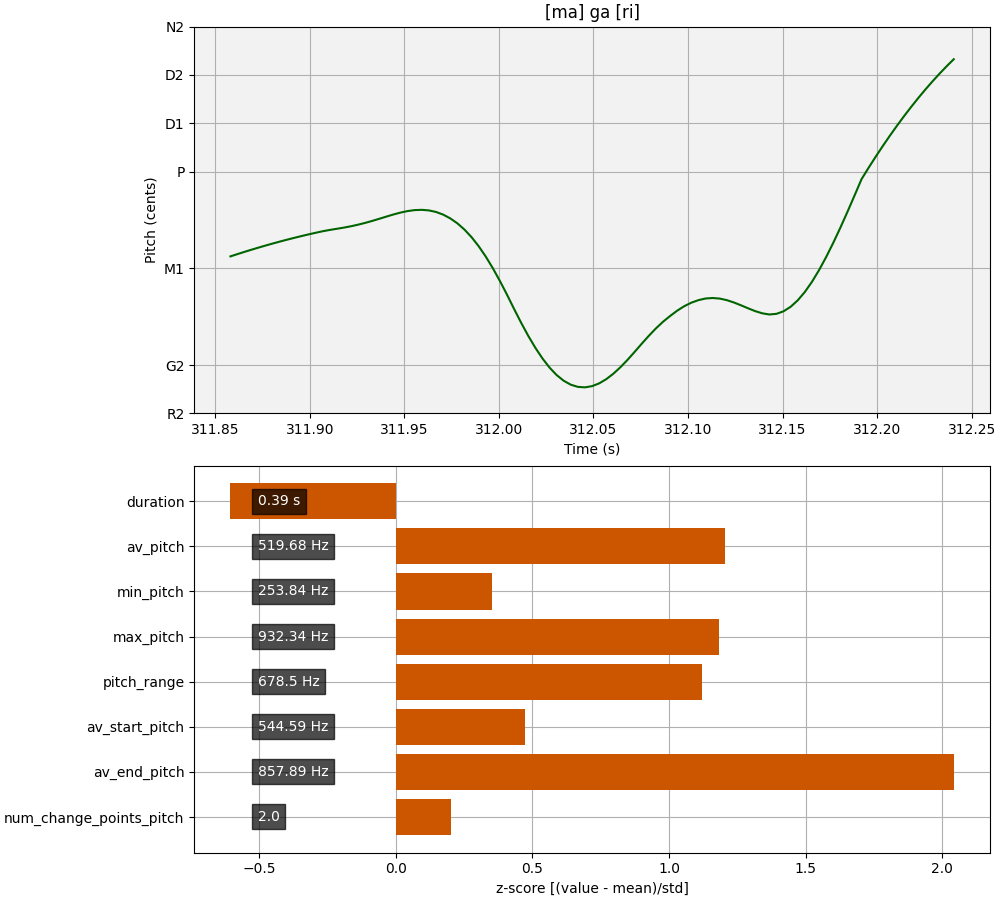 [ma] ga [ri]
N2
D2
D1
P
M1
G2
R2
Pitch (cents)
311.85 311.90 311.95 312.00 312.05 312.10 312.15 312.20 312.25
Time (s)
duration 0.39 s
av_pitch 519.68 Hz
min_pitch 253.84 Hz
max_pitch 932.34 Hz
pitch_range 678.5 Hz
av_start_pitch 544.59 Hz
av_end_pitch 857.89 Hz
num_change_points_pitch 2.0
−0.5 0.0 0.5 1.0 1.5 2.0
z-score [(value - mean)/std]